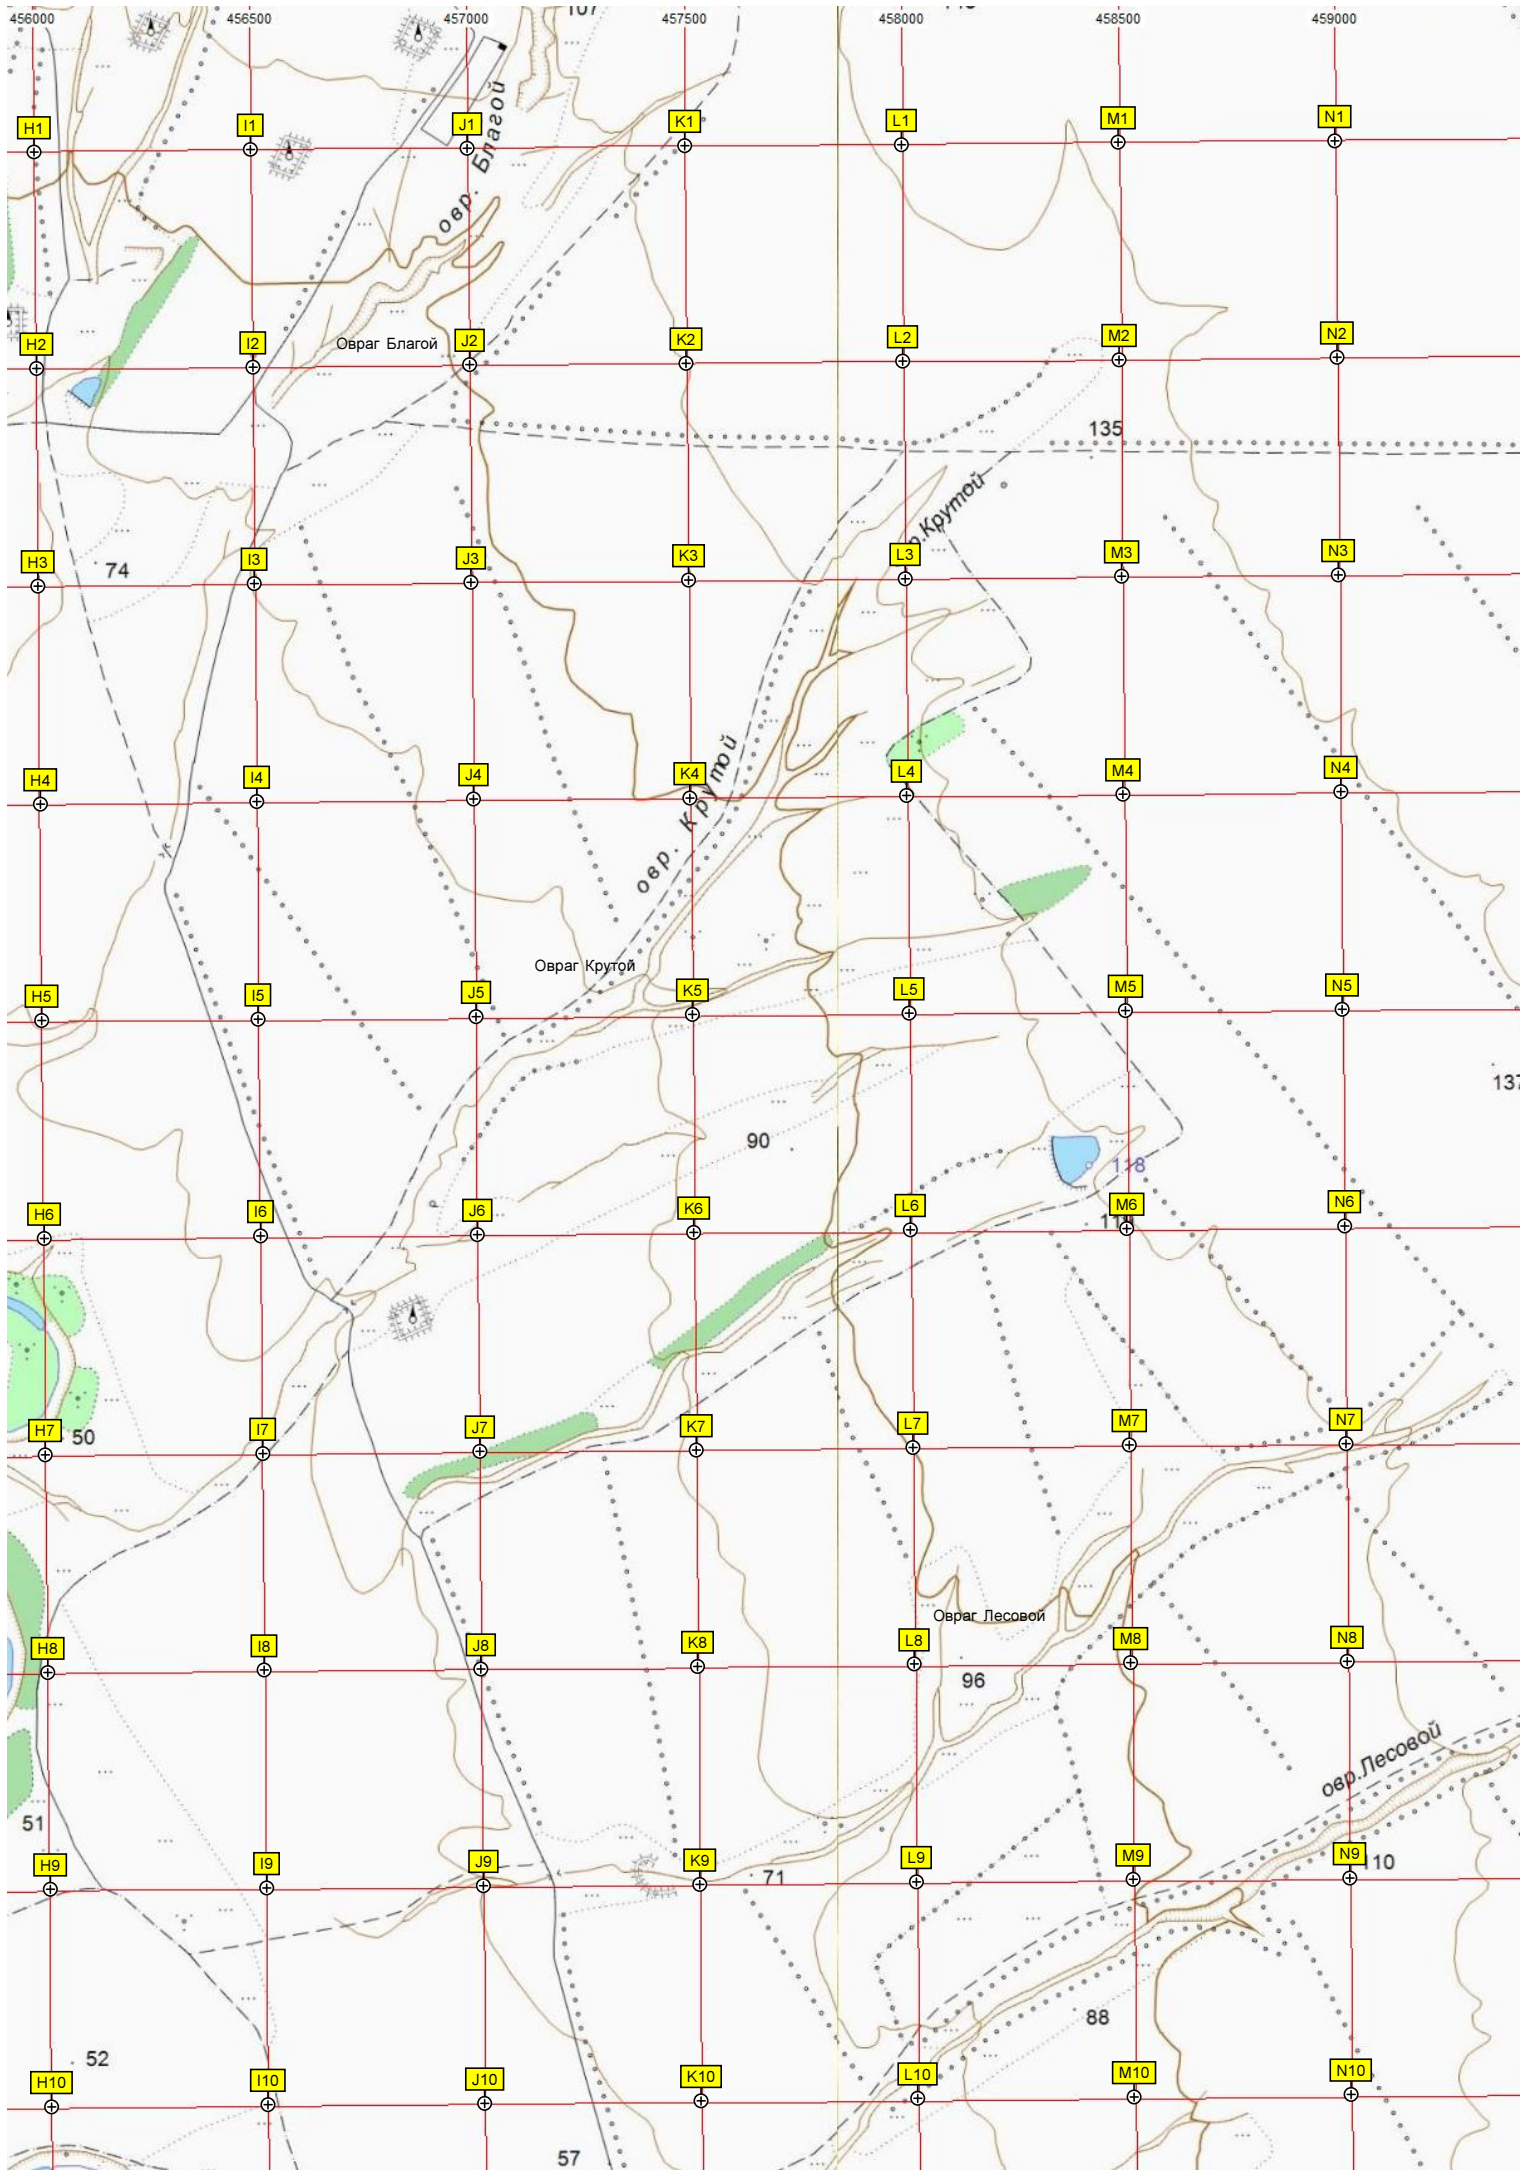 456000 456500 457000 457500 458000 458500 459000
107
H1 I1 J1 K1 L1 M1 N1
овр. Благой
H2 I2 J2 K2 L2 M2 N2
Овраг Благой
135
р.Крутой
74
H3 I3 J3 K3 L3 M3 N3
H4 I4 J4 K4 L4 M4 N4
овр. Крутой
Овраг Крутой
H5 I5 J5 K5 L5 M5 N5
137
90
118
H6 I6 J6 K6 L6 M6 N6
H7 I7 J7 K7 L7 M7 N7
50
Овраг Лесовой
H8 I8 J8 K8 L8 M8 N8
96
овр.Лесовой
51
H9 I9 J9 K9 L9 M9 N9
71
110
88
52
H10 I10 J10 K10 L10 M10 N10
57